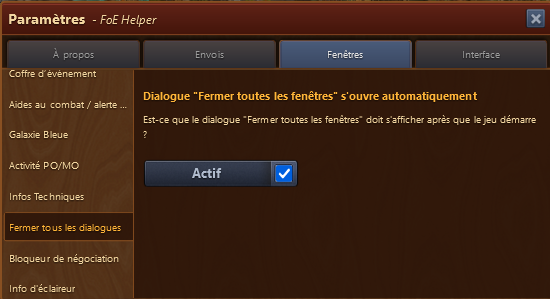 Paramètres - FoE Helper
À propos
Envois
Fenêtres
Interface
Coffre d'évènement
Aides au combat / alerte ...
Galaxie Bleue
Activité PO/MO
Infos Techniques
Fermer tous les dialogues
Bloqueur de négociation
Info d'éclaireur
Dialogue "Fermer toutes les fenêtres" s'ouvre automatiquement
Est-ce que le dialogue "Fermer toutes les fenêtres" doit s'afficher après que le jeu démarre
?
Actif